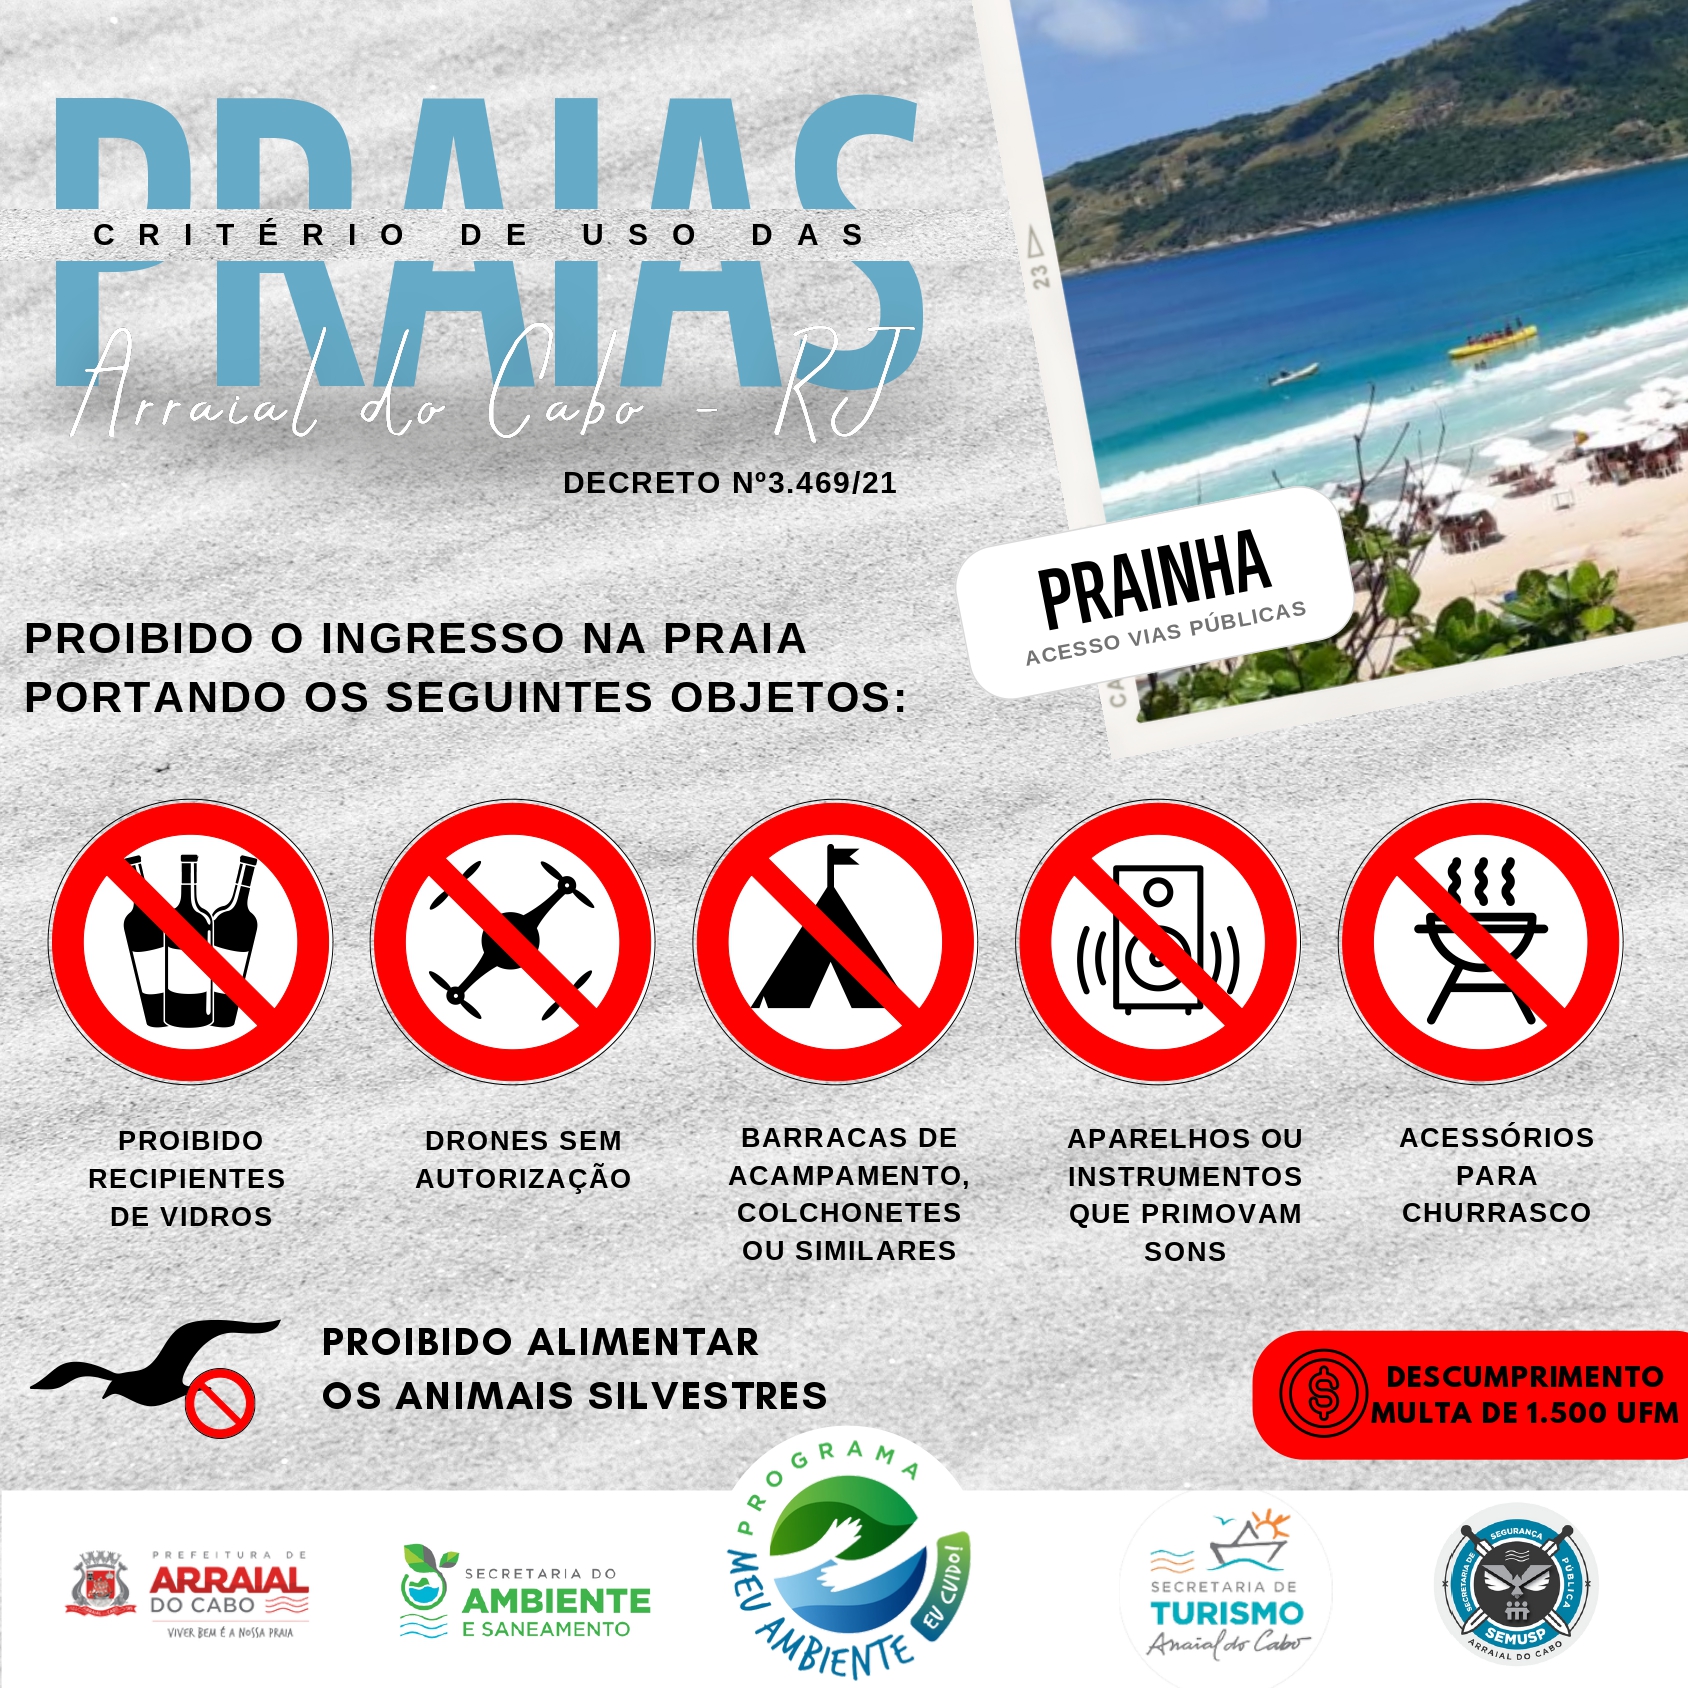 PRAIAS
CRITÉRIO DE USO DAS
Arraial do Cabo - RJ
DECRETO Nº3.469/21
23
PRAINHA
ACESSO VIAS PÚBLICAS
CA
PROIBIDO O INGRESSO NA PRAIA
PORTANDO OS SEGUINTES OBJETOS:
PROIBIDO
RECIPIENTES
DE VIDROS
DRONES SEM
AUTORIZAÇÃO
BARRACAS DE
ACAMPAMENTO,
COLCHONETES
OU SIMILARES
APARELHOS OU
INSTRUMENTOS
QUE PRIMOVAM
SONS
ACESSÓRIOS
PARA
CHURRASCO
PROIBIDO ALIMENTAR
OS ANIMAIS SILVESTRES
DESCUMPRIMENTO
MULTA DE 1.500 UFM
PREFEITURA DE
ARRAIAL
DO CABO
VIVER BEM É A NOSSA PRAIA
SECRETARIA DO
AMBIENTE
E SANEAMENTO
PROGRAMA
MEU AMBIENTE
EU CUIDO!
SECRETARIA DE
TURISMO
Arraial do Cabo
SECRETARIA DE SEGURANÇA PÚBLICA
SEMUSP
ARRAIAL DO CABO